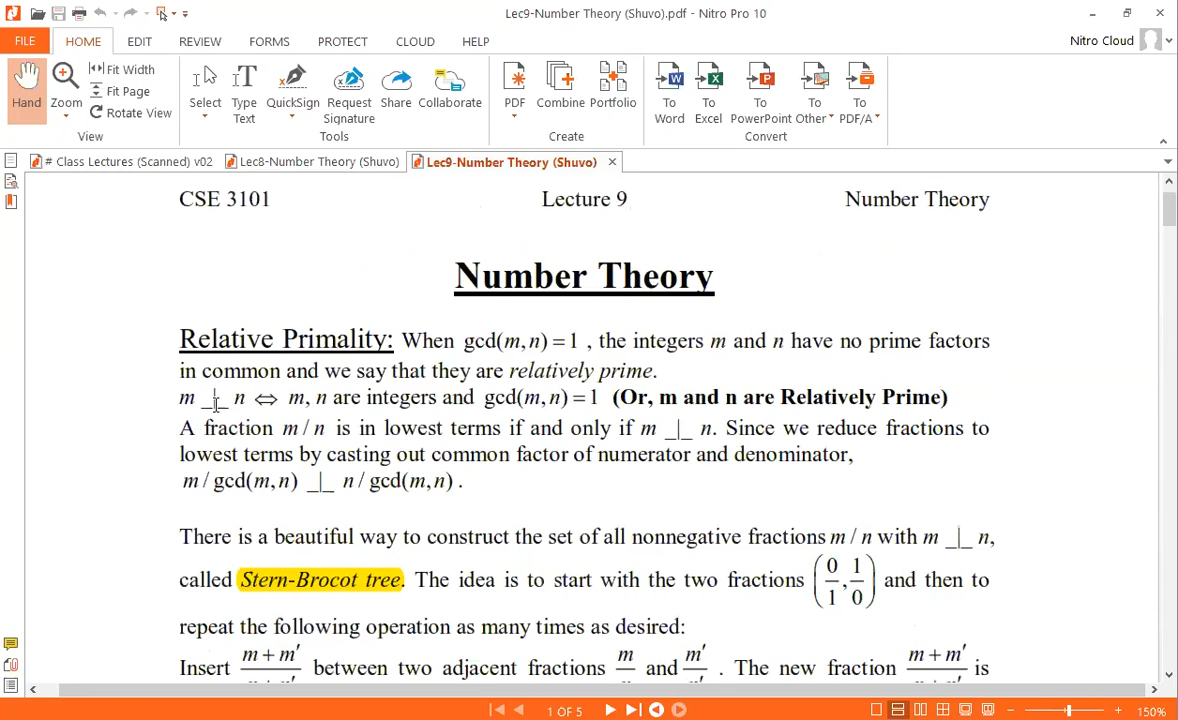 Lec9-Number Theory (Shuvo).pdf - Nitro Pro 10
FILE HOME EDIT REVIEW FORMS PROTECT CLOUD HELP Nitro Cloud
Hand Zoom Fit Width Fit Page Rotate View Select Type Text QuickSign Request Signature Share Collaborate PDF Combine Portfolio To Word To Excel To PowerPoint To Other To PDF/A
View Tools Create Convert
# Class Lectures (Scanned) v02 Lec8-Number Theory (Shuvo) Lec9-Number Theory (Shuvo)
CSE 3101 Lecture 9 Number Theory
Number Theory
Relative Primality: When gcd(m, n) = 1 , the integers m and n have no prime factors
in common and we say that they are relatively prime.
m _|_ n ⇔ m, n are integers and gcd(m, n) = 1 (Or, m and n are Relatively Prime)
A fraction m / n is in lowest terms if and only if m _|_ n. Since we reduce fractions to
lowest terms by casting out common factor of numerator and denominator,
m / gcd(m, n) _|_ n / gcd(m, n) .
There is a beautiful way to construct the set of all nonnegative fractions m / n with m _|_ n,
called Stern-Brocot tree. The idea is to start with the two fractions (0/1, 1/0) and then to
repeat the following operation as many times as desired:
Insert m + m′ between two adjacent fractions m and m′ . The new fraction m + m′ is
1 OF 5 150%